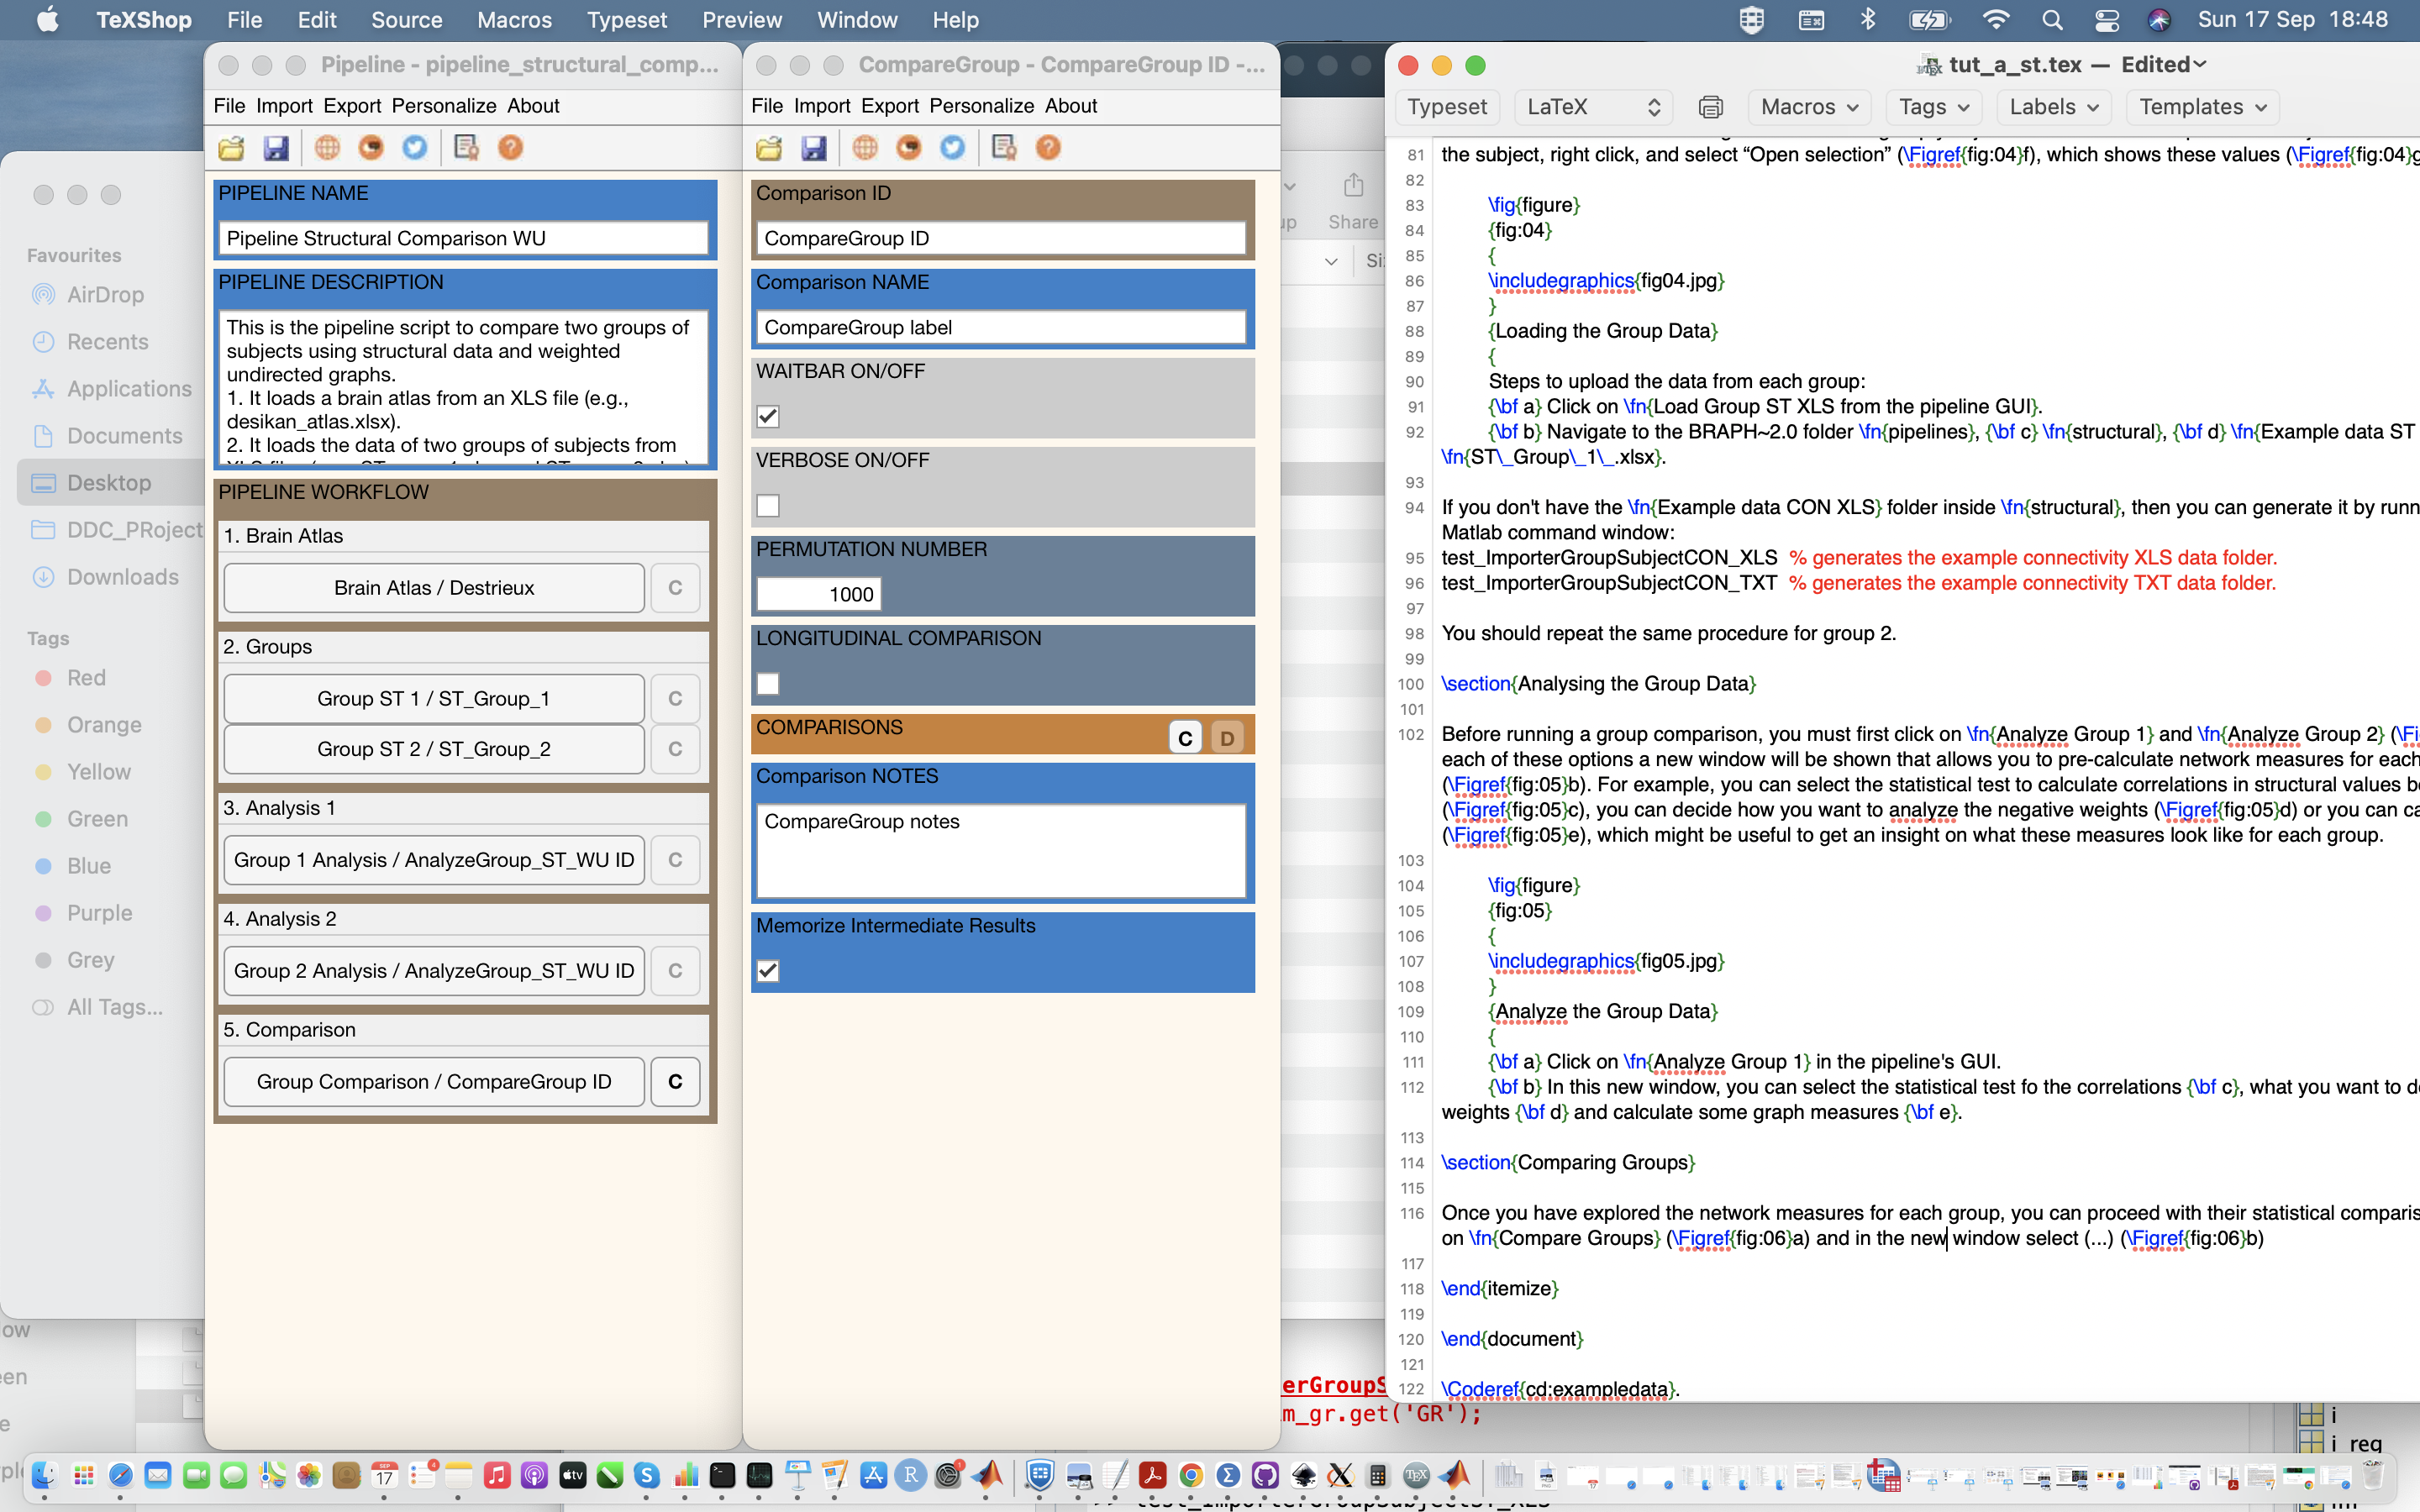 TeXShop File Edit Source Macros Typeset Preview Window Help Sun 17 Sep 18:48
Favourites
AirDrop
Recents
Applications
Documents
Desktop
DDC_PRoject
Downloads
Tags
Red
Orange
Yellow
Green
Blue
Purple
Grey
All Tags...
Pipeline - pipeline_structural_comp...
File Import Export Personalize About
PIPELINE NAME
Pipeline Structural Comparison WU
PIPELINE DESCRIPTION
This is the pipeline script to compare two groups of
subjects using structural data and weighted
undirected graphs.
1. It loads a brain atlas from an XLS file (e.g.,
desikan_atlas.xlsx).
2. It loads the data of two groups of subjects from
PIPELINE WORKFLOW
1. Brain Atlas
Brain Atlas / Destrieux C
2. Groups
Group ST 1 / ST_Group_1 C
Group ST 2 / ST_Group_2 C
3. Analysis 1
Group 1 Analysis / AnalyzeGroup_ST_WU ID C
4. Analysis 2
Group 2 Analysis / AnalyzeGroup_ST_WU ID C
5. Comparison
Group Comparison / CompareGroup ID C
CompareGroup - CompareGroup ID -...
File Import Export Personalize About
Comparison ID
CompareGroup ID
Comparison NAME
CompareGroup label
WAITBAR ON/OFF
VERBOSE ON/OFF
PERMUTATION NUMBER
1000
LONGITUDINAL COMPARISON
COMPARISONS C D
Comparison NOTES
CompareGroup notes
Memorize Intermediate Results
Share
tut_a_st.tex — Edited
Typeset LaTeX Macros Tags Labels Templates
81 the subject, right click, and select “Open selection” (\Figref{fig:04}f), which shows these values (\Figref{fig:04}g
82
83 \fig{figure}
84 {fig:04}
85 {
86 \includegraphics{fig04.jpg}
87 }
88 {Loading the Group Data}
89 {
90 Steps to upload the data from each group:
91 {\bf a} Click on \fn{Load Group ST XLS from the pipeline GUI}.
92 {\bf b} Navigate to the BRAPH~2.0 folder \fn{pipelines}, {\bf c} \fn{structural}, {\bf d} \fn{Example data ST
\fn{ST\_Group\_1\_.xlsx}.
93
94 If you don't have the \fn{Example data CON XLS} folder inside \fn{structural}, then you can generate it by runn
Matlab command window:
95 test_ImporterGroupSubjectCON_XLS % generates the example connectivity XLS data folder.
96 test_ImporterGroupSubjectCON_TXT % generates the example connectivity TXT data folder.
97
98 You should repeat the same procedure for group 2.
99
100 \section{Analysing the Group Data}
101
102 Before running a group comparison, you must first click on \fn{Analyze Group 1} and \fn{Analyze Group 2} (\Fi
each of these options a new window will be shown that allows you to pre-calculate network measures for each
(\Figref{fig:05}b). For example, you can select the statistical test to calculate correlations in structural values b
(\Figref{fig:05}c), you can decide how you want to analyze the negative weights (\Figref{fig:05}d) or you can ca
(\Figref{fig:05}e), which might be useful to get an insight on what these measures look like for each group.
103
104 \fig{figure}
105 {fig:05}
106 {
107 \includegraphics{fig05.jpg}
108 }
109 {Analyze the Group Data}
110 {
111 {\bf a} Click on \fn{Analyze Group 1} in the pipeline's GUI.
112 {\bf b} In this new window, you can select the statistical test fo the correlations {\bf c}, what you want to d
weights {\bf d} and calculate some graph measures {\bf e}.
113
114 \section{Comparing Groups}
115
116 Once you have explored the network measures for each group, you can proceed with their statistical comparis
on \fn{Compare Groups} (\Figref{fig:06}a) and in the new window select (...) (\Figref{fig:06}b)
117
118 \end{itemize}
119
120 \end{document}
121
122 \Coderef{cd:exampledata}.
erGroupS
m_gr.get('GR');
i
i_reg